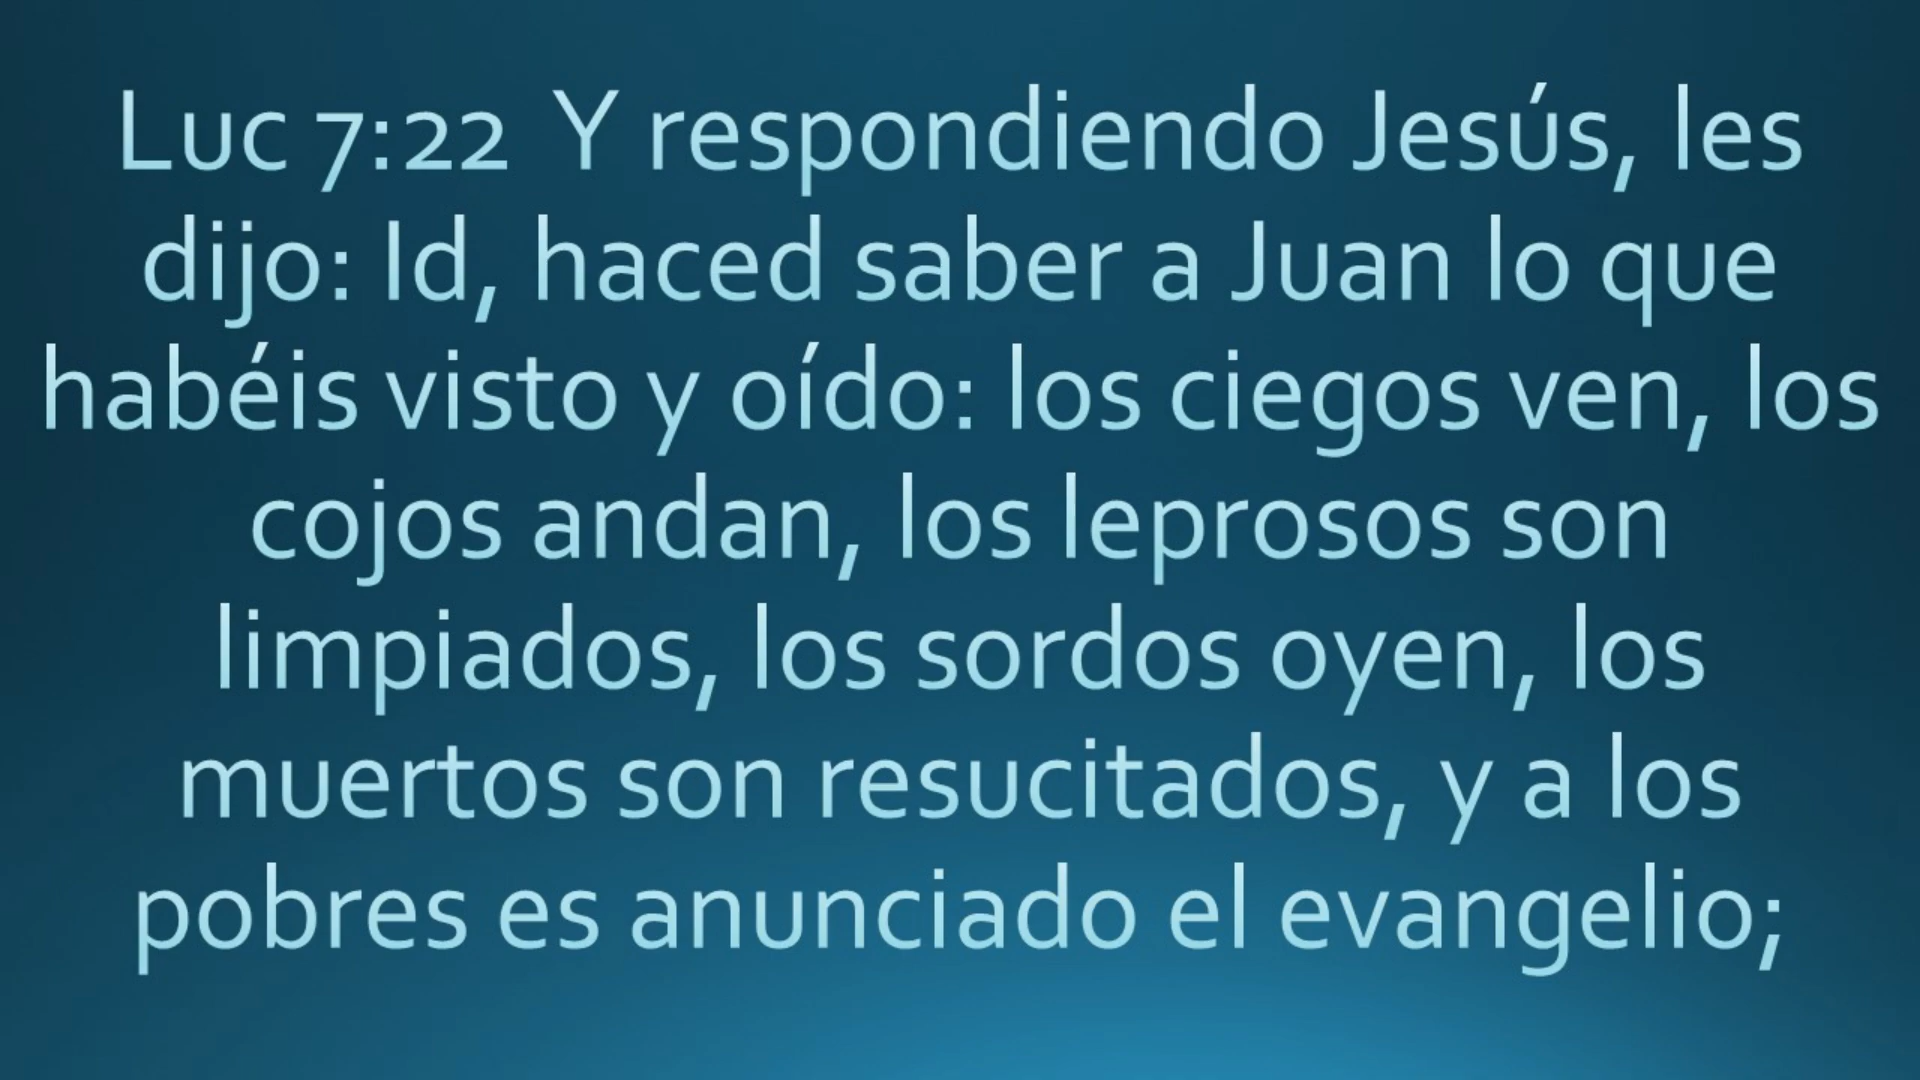 Luc 7:22  Y respondiendo Jesús, les
dijo: Id, haced saber a Juan lo que
habéis visto y oído: los ciegos ven, los
cojos andan, los leprosos son
limpiados, los sordos oyen, los
muertos son resucitados, y a los
pobres es anunciado el evangelio;